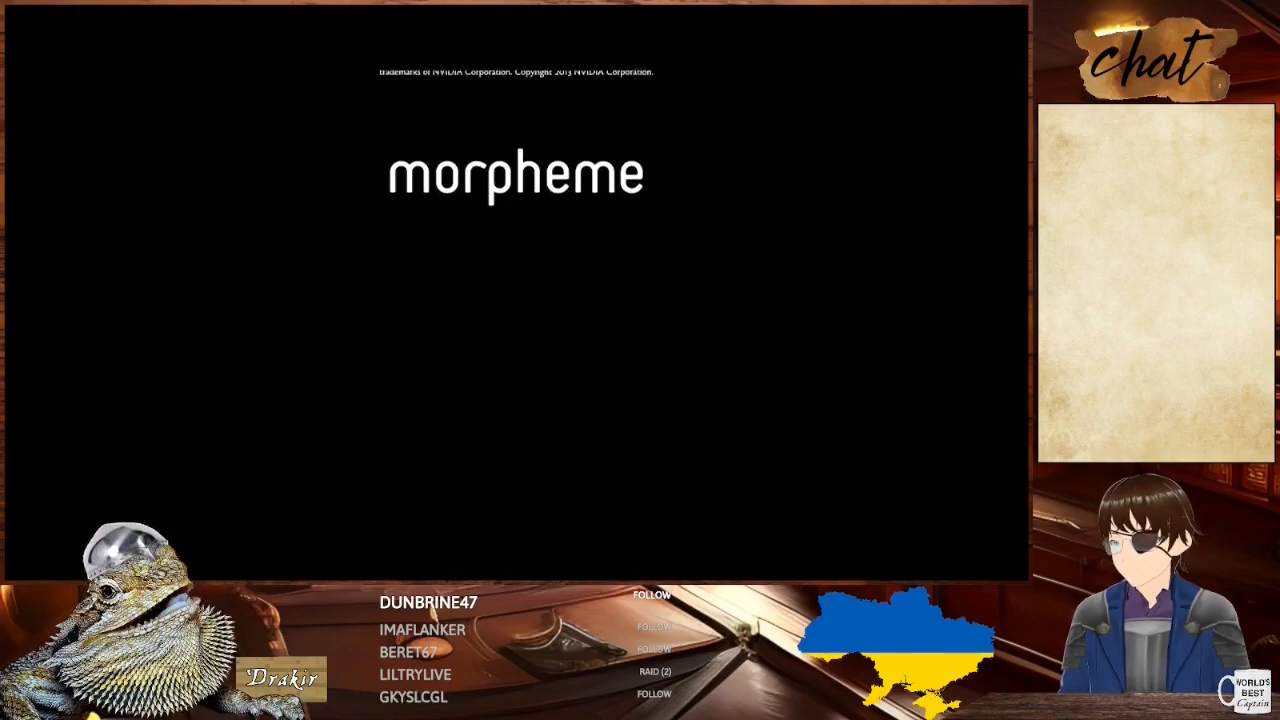 trademarks of NVIDIA Corporation. Copyright 2013 NVIDIA Corporation.
morpheme
chat
DUNBRINE47 FOLLOW
IMAFLANKER FOLLOW
BERET67 FOLLOW
LILTRYLIVE RAID (2)
GKYSLCGL FOLLOW
Drakir
WORLD'S
BEST
Captain